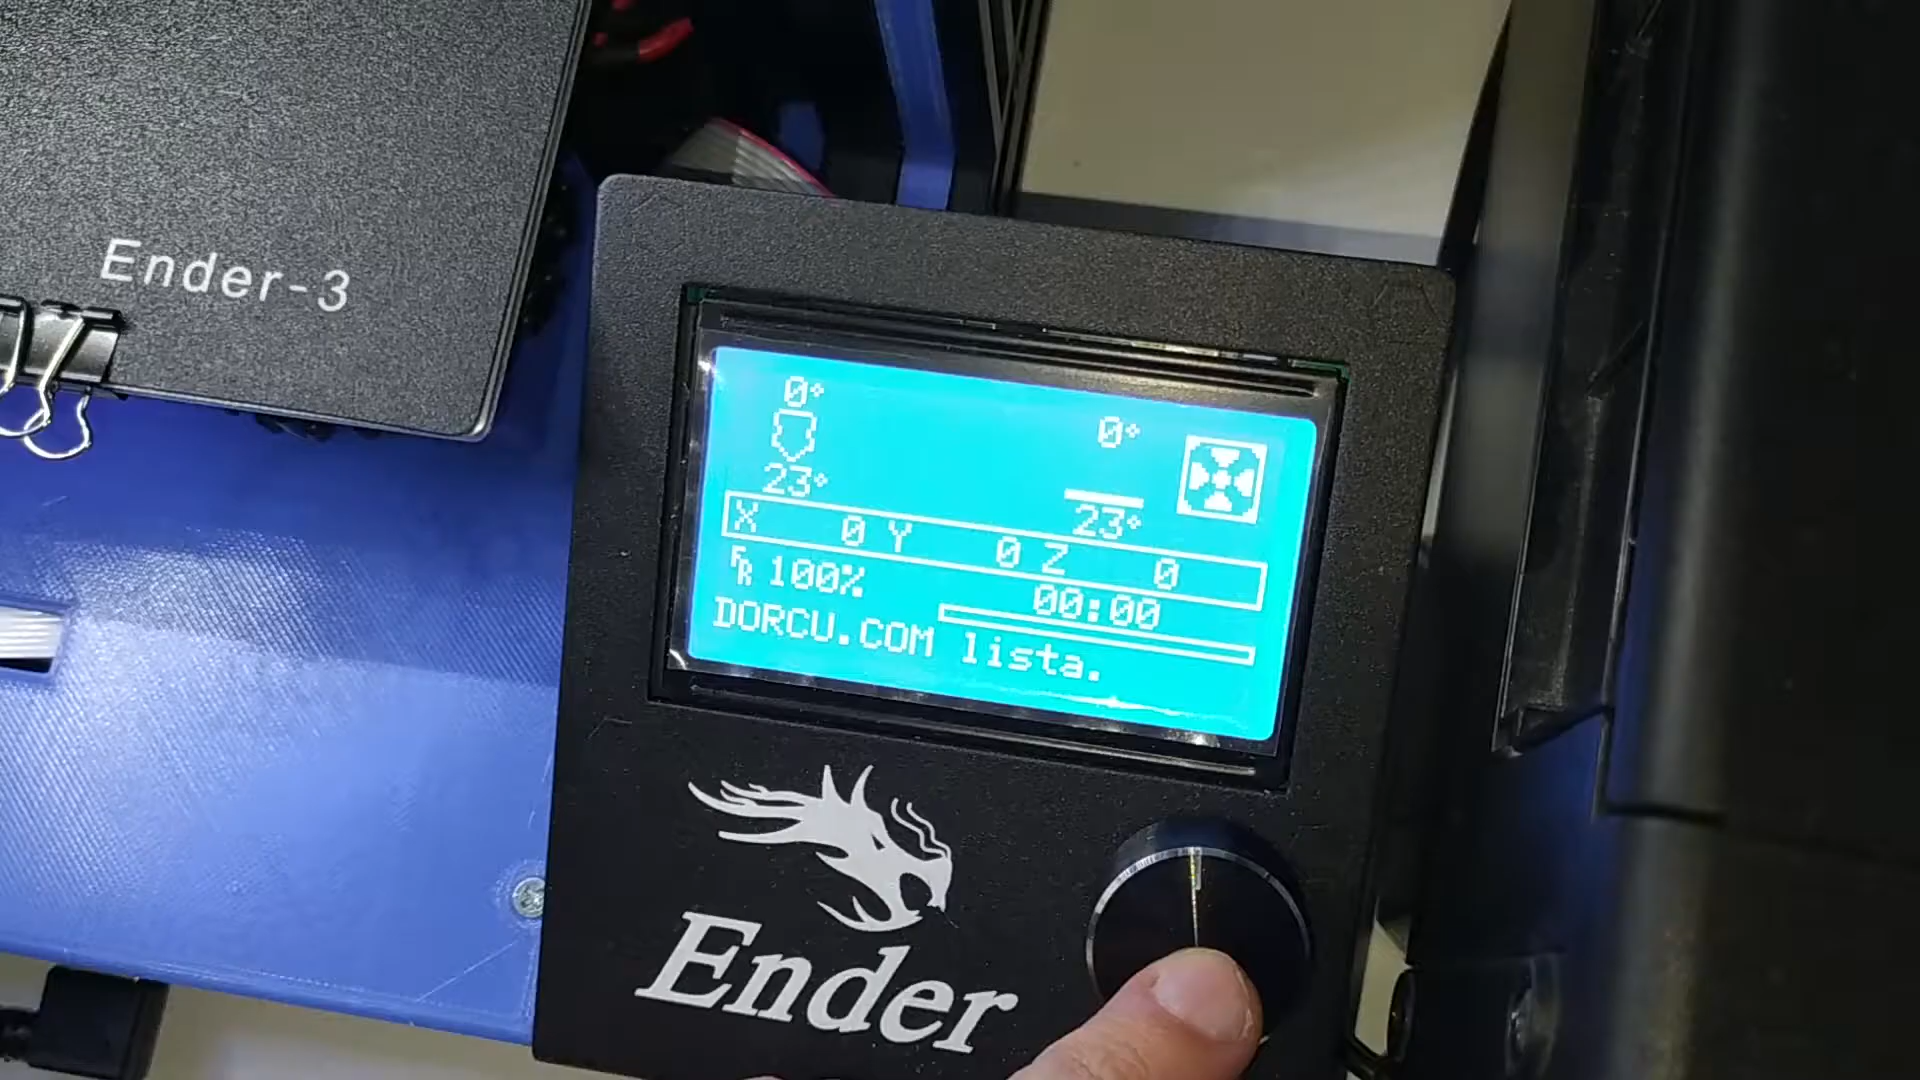 Ender-3
0°
0°
23°
23°
X 0 Y 0 Z 0
FR 100% 00:00
DORCU.COM lista.
Ender